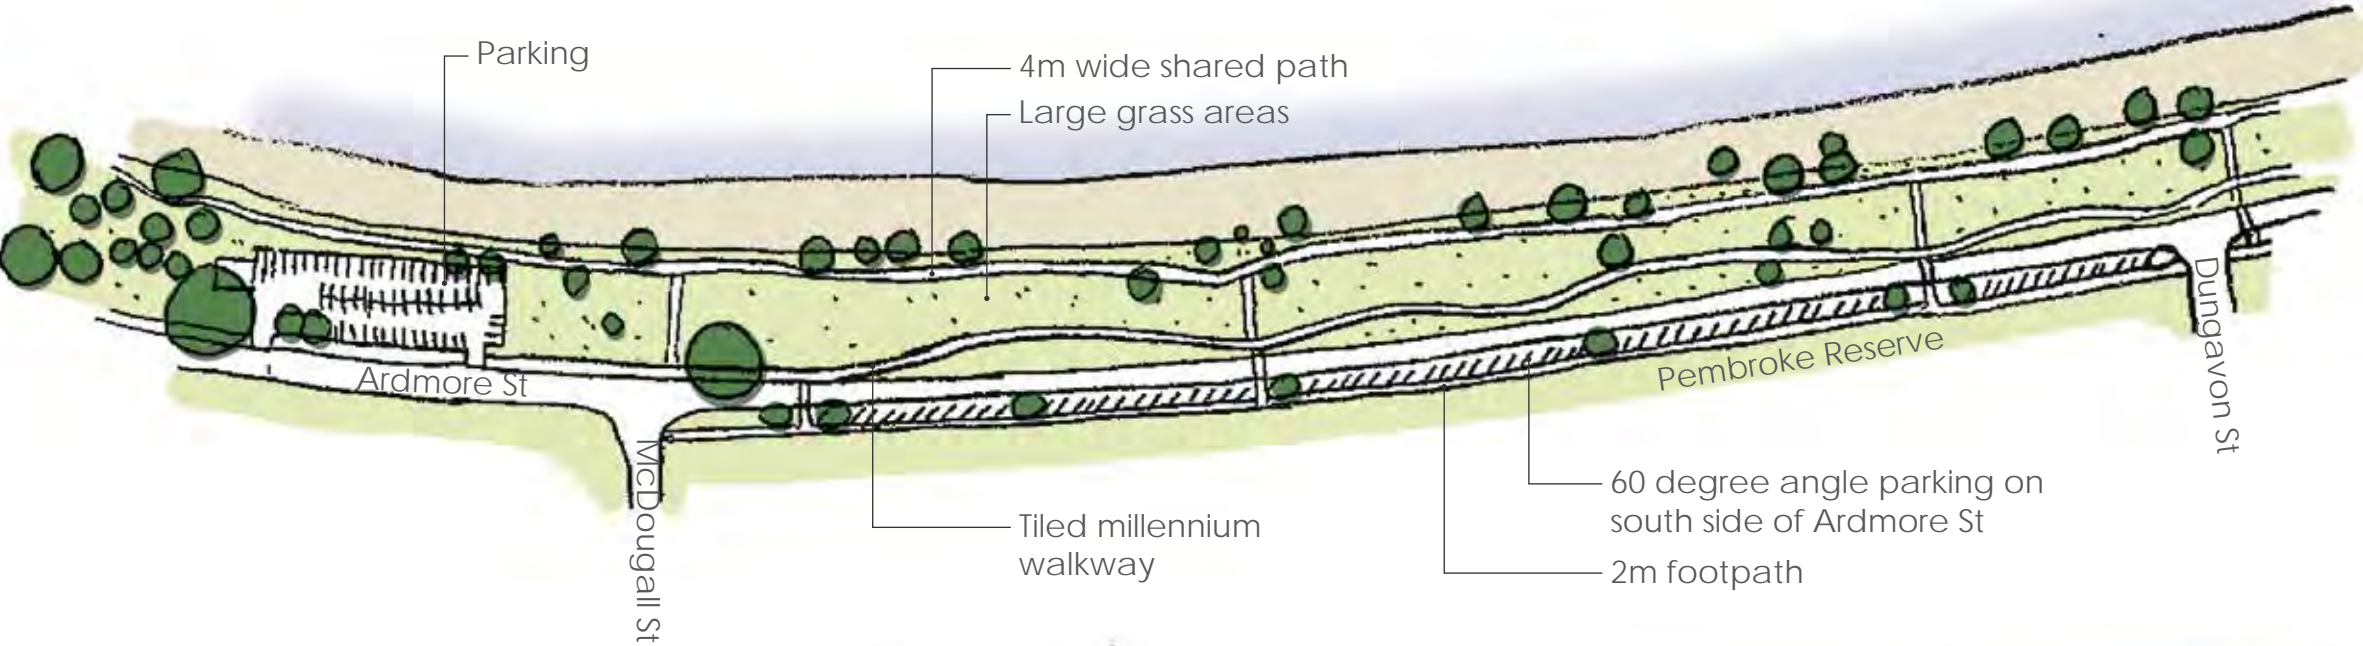 Parking
4m wide shared path
Large grass areas
Ardmore St
McDougall St
Pembroke Reserve
Dungavon St
Tiled millennium
walkway
60 degree angle parking on
south side of Ardmore St
2m footpath